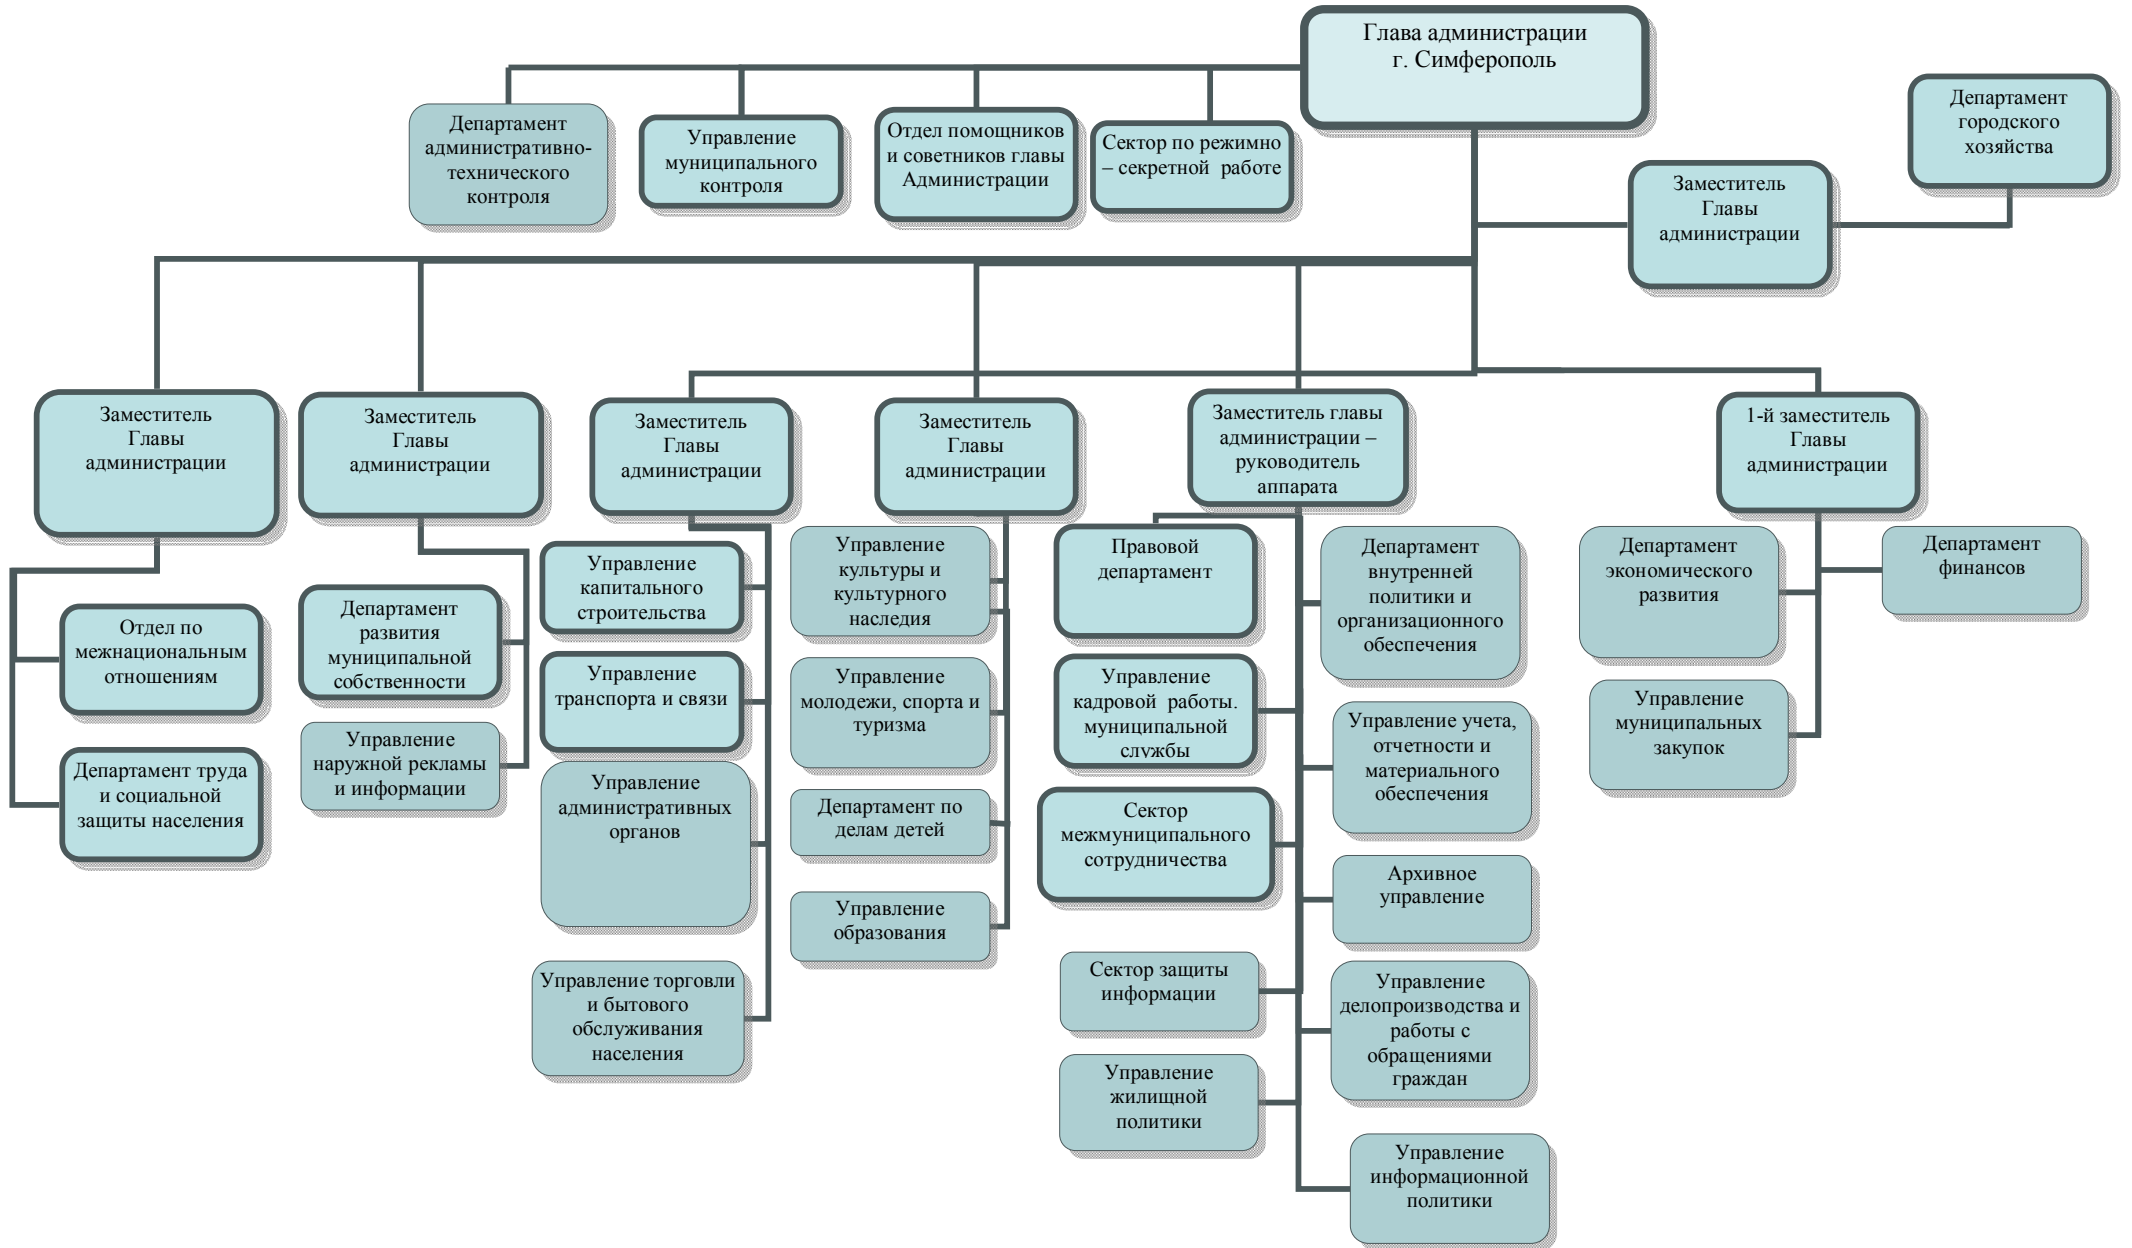 Глава администрации
г. Симферополь
Департамент
городского
хозяйства
Департамент
административно-
технического
контроля
Управление
муниципального
контроля
Отдел помощников
и советников главы
Администрации
Сектор по режимно
– секретной работе
Заместитель
Главы
администрации
Заместитель
Главы
администрации
Заместитель
Главы
администрации
Заместитель
Главы
администрации
Заместитель
Главы
администрации
Заместитель главы
администрации –
руководитель
аппарата
1-й заместитель
Главы
администрации
Отдел по
межнациональным
отношениям
Департамент труда
и социальной
защиты населения
Департамент
развития
муниципальной
собственности
Управление
наружной рекламы
и информации
Управление
капитального
строительства
Управление
транспорта и связи
Управление
административных
органов
Управление торговли
и бытового
обслуживания
населения
Управление
культуры и
культурного
наследия
Управление
молодежи, спорта и
туризма
Департамент по
делам детей
Управление
образования
Правовой
департамент
Управление
кадровой работы.
муниципальной
службы
Сектор
межмуниципального
сотрудничества
Сектор защиты
информации
Управление
жилищной
политики
Департамент
внутренней
политики и
организационного
обеспечения
Управление учета,
отчетности и
материального
обеспечения
Архивное
управление
Управление
делопроизводства и
работы с
обращениями
граждан
Управление
информационной
политики
Департамент
экономического
развития
Департамент
финансов
Управление
муниципальных
закупок